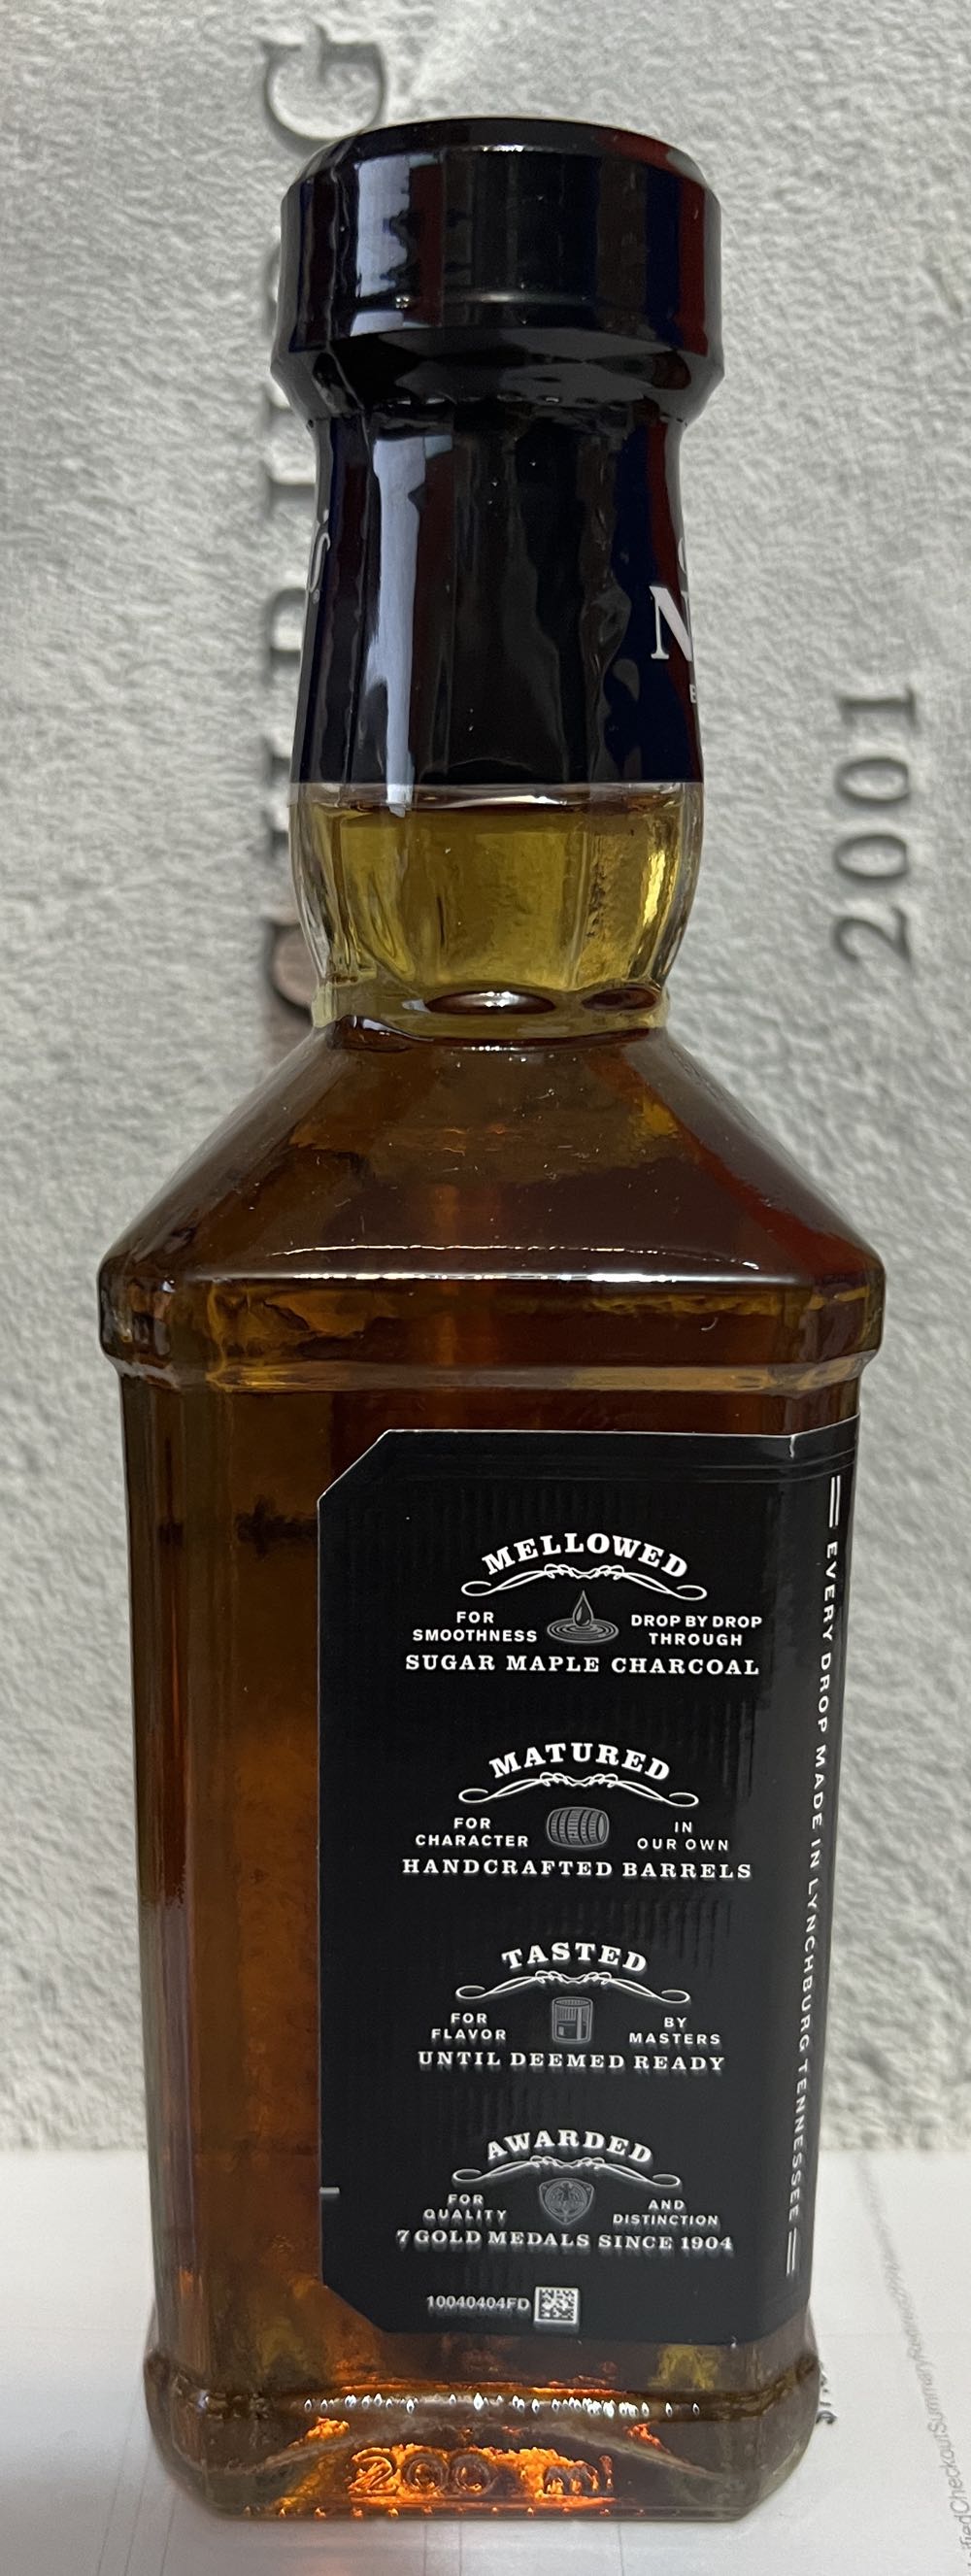 MELLOWED
FOR SMOOTHNESS
DROP BY DROP THROUGH
SUGAR MAPLE CHARCOAL
MATURED
FOR CHARACTER
IN OUR OWN
HANDCRAFTED BARRELS
TASTED
FOR FLAVOR
BY MASTERS
UNTIL DEEMED READY
AWARDED
FOR QUALITY
AND DISTINCTION
7 GOLD MEDALS SINCE 1904
10040404FD
EVERY DROP MADE IN LYNCHBURG TENNESSEE
200 ml
2001